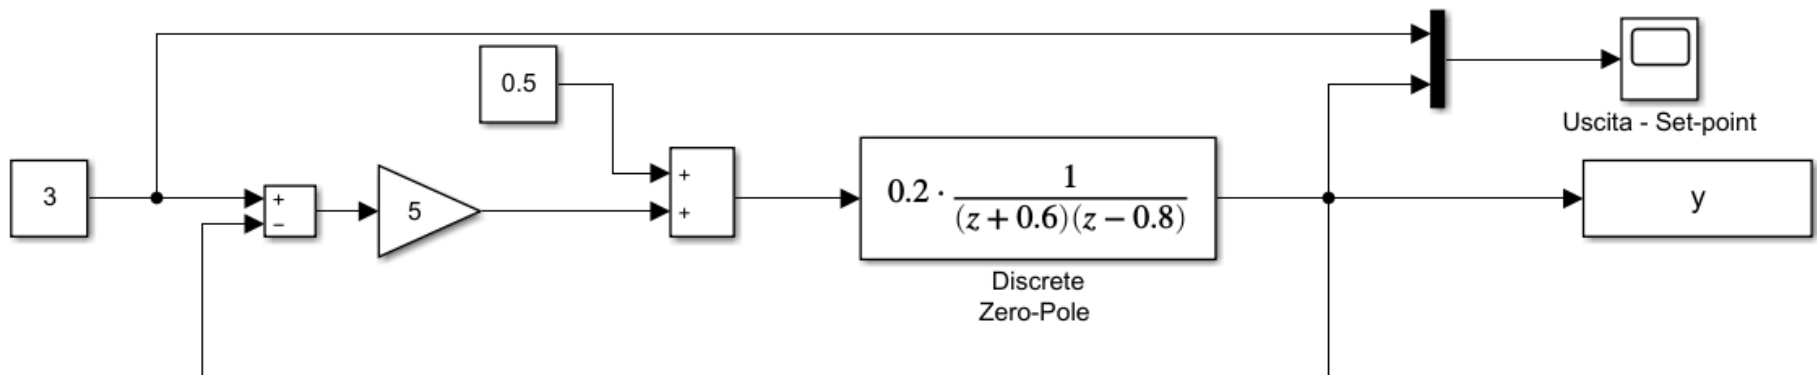 0.5
Uscita - Set-point
3
+
−
5
+
+
0.2 · 1 / (z + 0.6)(z − 0.8)
y
Discrete
Zero-Pole